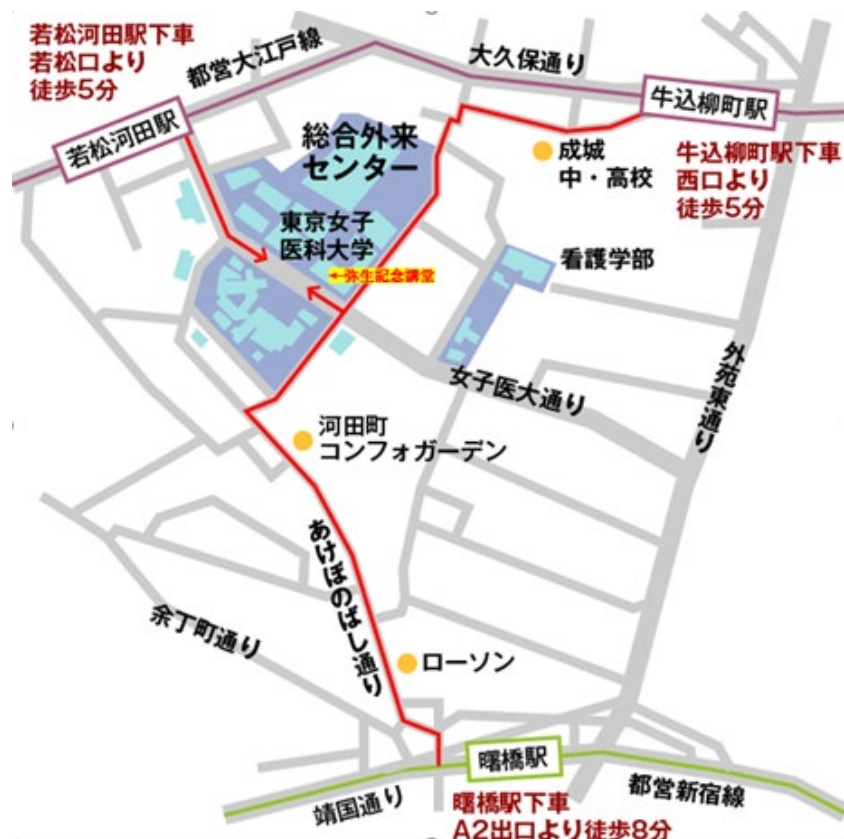 若松河田駅下車
若松口より
徒歩5分
都営大江戸線
大久保通り
若松河田駅
牛込柳町駅
総合外来
センター
成城
中・高校
牛込柳町駅下車
西口より
徒歩5分
東京女子
医科大学
←弥生記念講堂
看護学部
外苑東通り
女子医大通り
河田町
コンフォガーデン
あけぼのばし通り
余丁町通り
ローソン
曙橋駅
靖国通り
都営新宿線
曙橋駅下車
A2出口より徒歩8分